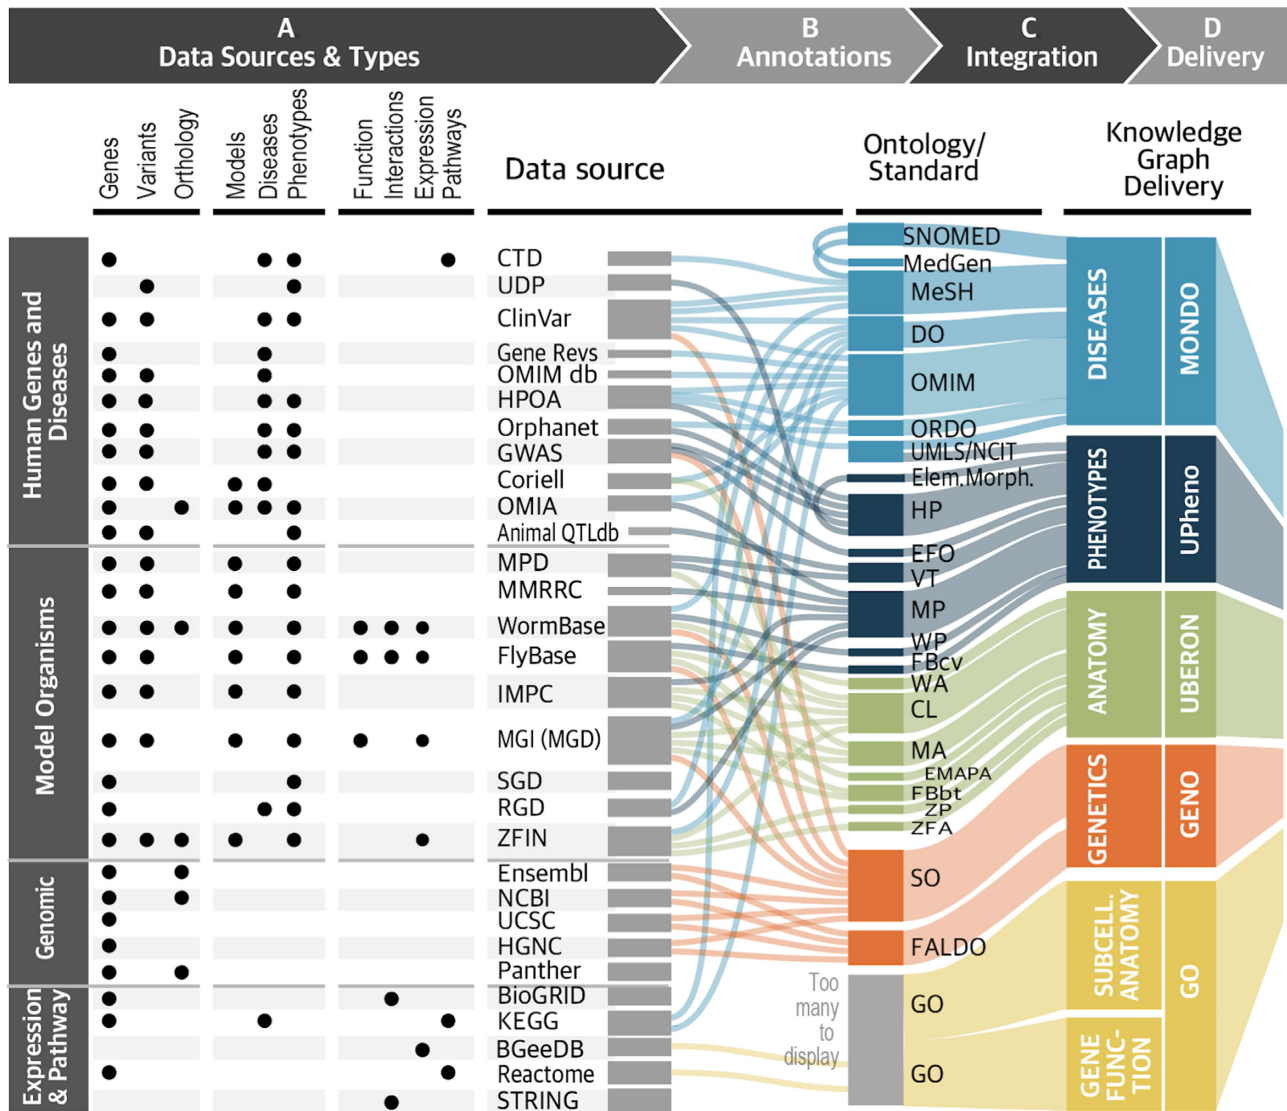 A
Data Sources & Types
B
Annotations
C
Integration
D
Delivery
Genes
Variants
Orthology
Models
Diseases
Phenotypes
Function
Interactions
Expression
Pathways
Data source
Ontology/
Standard
Knowledge
Graph
Delivery
Human Genes and
Diseases
CTD
UDP
ClinVar
Gene Revs
OMIM db
HPOA
Orphanet
GWAS
Coriell
OMIA
Animal QTLdb
Model Organisms
MPD
MMRRC
WormBase
FlyBase
IMPC
MGI (MGD)
SGD
RGD
ZFIN
Genomic
Ensembl
NCBI
UCSC
HGNC
Panther
Expression
& Pathway
BioGRID
KEGG
BGeeDB
Reactome
STRING
SNOMED
MedGen
MeSH
DO
OMIM
ORDO
UMLS/NCIT
Elem.Morph.
HP
EFO
VT
MP
WP
FBcv
WA
CL
MA
EMAPA
FBbt
ZP
ZFA
SO
FALDO
Too
many
to
display
GO
GO
DISEASES
MONDO
PHENOTYPES
UPheno
ANATOMY
UBERON
GENETICS
GENO
SUBCELL.
ANATOMY
GENE
FUNC-
TION
GO